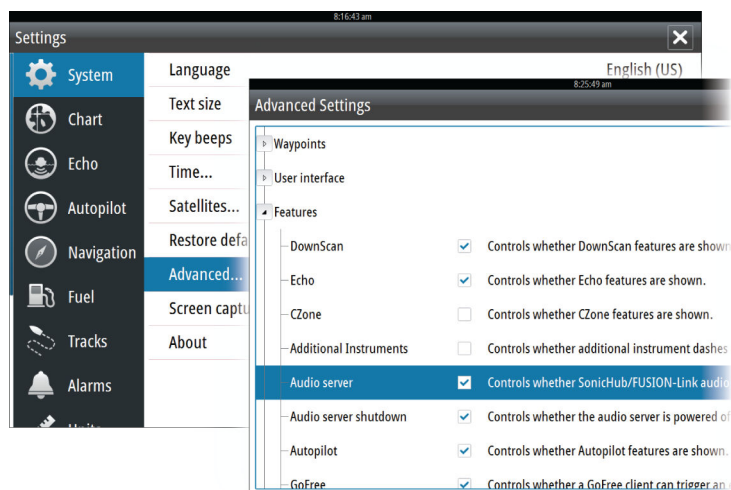 8:16:43 am
Settings
System
Chart
Echo
Autopilot
Navigation
Fuel
Tracks
Alarms
Language English (US)
Text size
Key beeps
Time...
Satellites...
Restore defa
Advanced...
Screen captu
About
8:25:49 am
Advanced Settings
Waypoints
User interface
Features
DownScan Controls whether DownScan features are shown
Echo Controls whether Echo features are shown.
CZone Controls whether CZone features are shown.
Additional Instruments Controls whether additional instrument dashes
Audio server Controls whether SonicHub/FUSION-Link audio
Audio server shutdown Controls whether the audio server is powered of
Autopilot Controls whether Autopilot features are shown.
GoFree Controls whether a GoFree client can trigger an